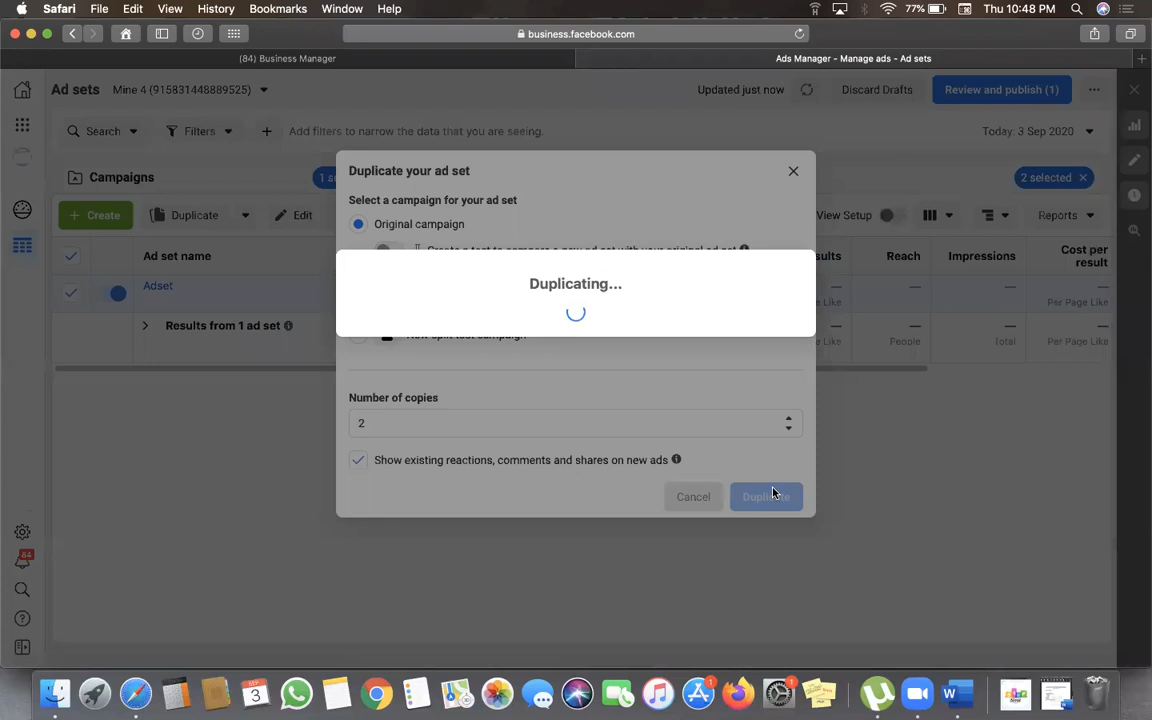 Safari File Edit View History Bookmarks Window Help 77% Thu 10:48 PM
business.facebook.com
(84) Business Manager Ads Manager - Manage ads - Ad sets
Ad sets Mine 4 (915831448889525) Updated just now Discard Drafts Review and publish (1)
Search Filters Add filters to narrow the data that you are seeing. Today: 3 Sep 2020
Duplicate your ad set
Campaigns 2 selected
Select a campaign for your ad set
+ Create Duplicate Edit Original campaign View Setup Reports
Create a test to compare a new ad set with your original ad set
Ad set name Reach Impressions Cost per
result
Duplicating...
Adset — — — —
Per Page Like
Results from 1 ad set — — — —
New split test campaign People Total Per Page Like
Number of copies
2
Show existing reactions, comments and shares on new ads
Cancel Duplicate
84
SEP
3
1
1